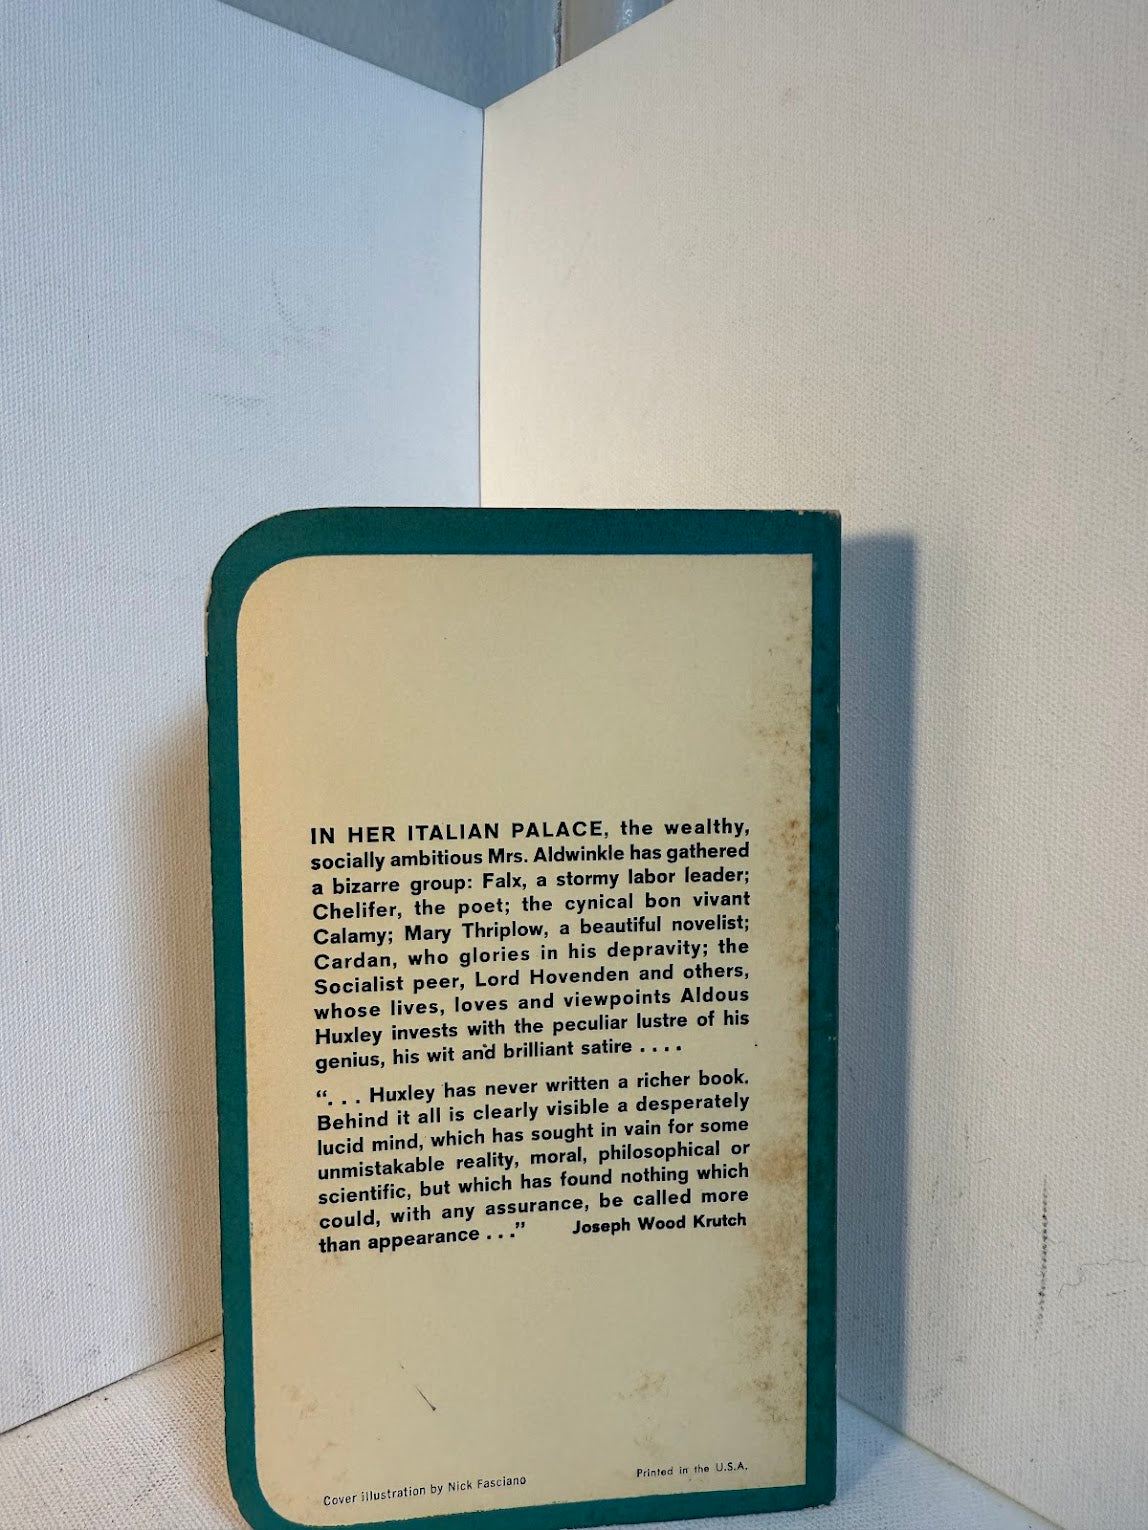 IN HER ITALIAN PALACE, the wealthy,
socially ambitious Mrs. Aldwinkle has gathered
a bizarre group: Falx, a stormy labor leader;
Chelifer, the poet; the cynical bon vivant
Calamy; Mary Thriplow, a beautiful novelist;
Cardan, who glories in his depravity; the
Socialist peer, Lord Hovenden and others,
whose lives, loves and viewpoints Aldous
Huxley invests with the peculiar lustre of his
genius, his wit and brilliant satire . . . .
“. . . Huxley has never written a richer book.
Behind it all is clearly visible a desperately
lucid mind, which has sought in vain for some
unmistakable reality, moral, philosophical or
scientific, but which has found nothing which
could, with any assurance, be called more
than appearance . . .” Joseph Wood Krutch
Cover illustration by Nick Fasciano
Printed in the U.S.A.